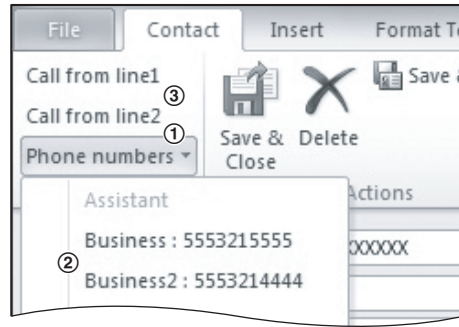 File Contact Insert Format T
Call from line1
③
Call from line2
①
Phone numbers
Save & Close
Delete
Save &
Actions
Assistant
②
Business : 5553215555
Business2 : 5553214444
XXXXXX